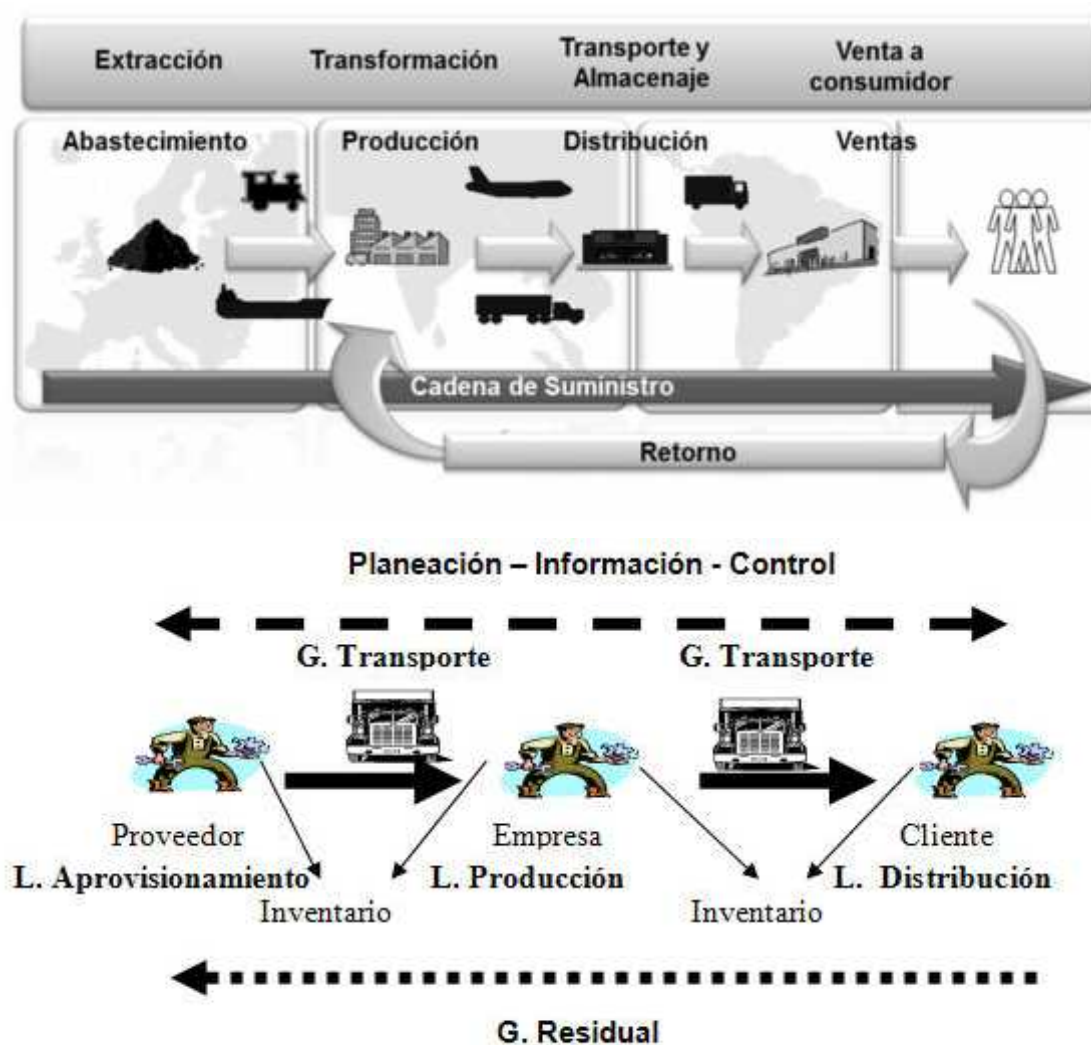 Extracción
Transformación
Transporte y
Almacenaje
Venta a
consumidor
Abastecimiento
Producción
Distribución
Ventas
Cadena de Suministro
Retorno
Planeación – Información - Control
G. Transporte
G. Transporte
Proveedor
Empresa
Cliente
L. Aprovisionamiento
L. Producción
L. Distribución
Inventario
Inventario
G. Residual